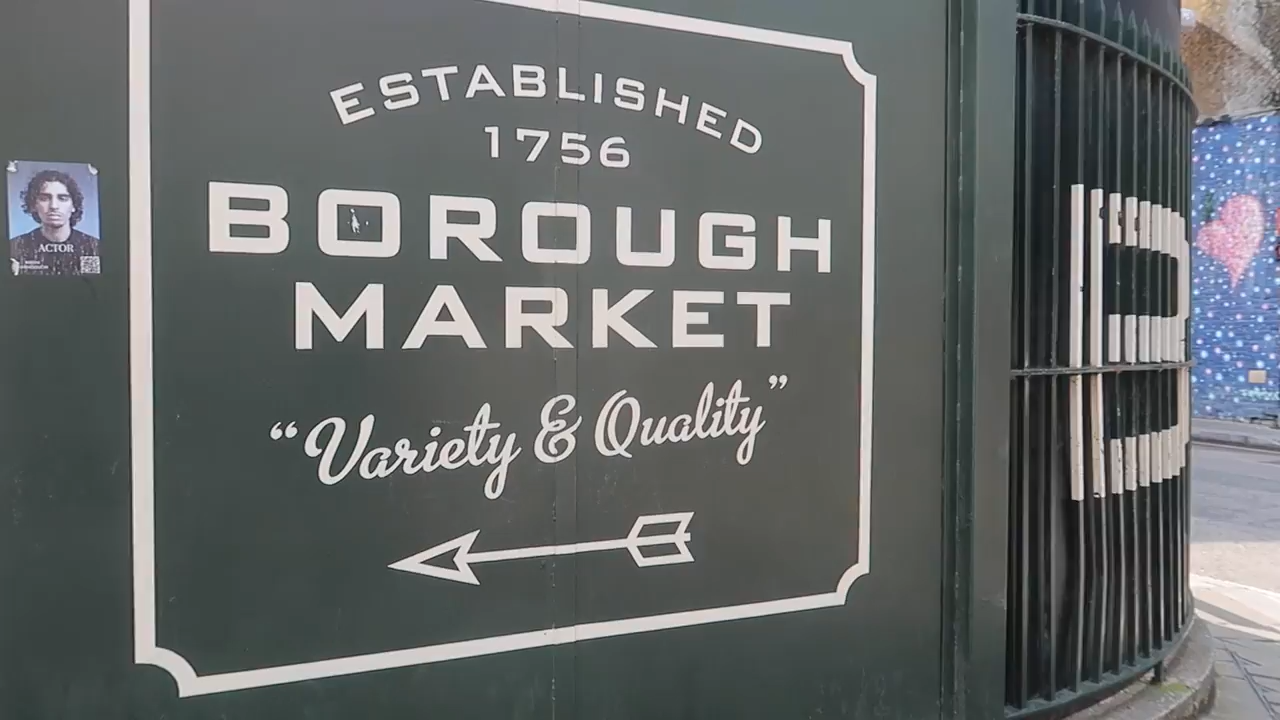 ESTABLISHED
1756
BOROUGH
MARKET
“Variety & Quality”
ACTOR
B